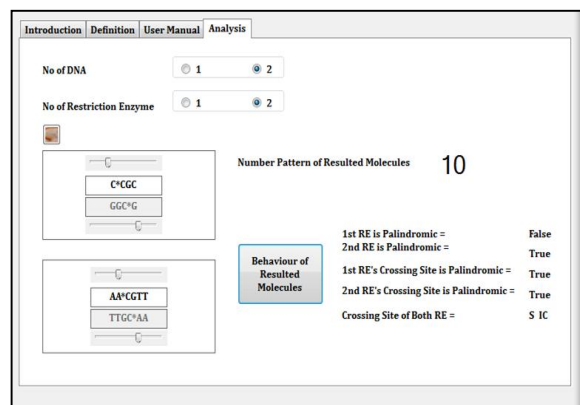 Introduction Definition User Manual Analysis
No of DNA 1 2
No of Restriction Enzyme 1 2
C*CGC
GGC*G
Number Pattern of Resulted Molecules 10
AA*CGTT
TTGC*AA
Behaviour of
Resulted
Molecules
1st RE is Palindromic = False
2nd RE is Palindromic = True
1st RE's Crossing Site is Palindromic = True
2nd RE's Crossing Site is Palindromic = True
Crossing Site of Both RE = S IC